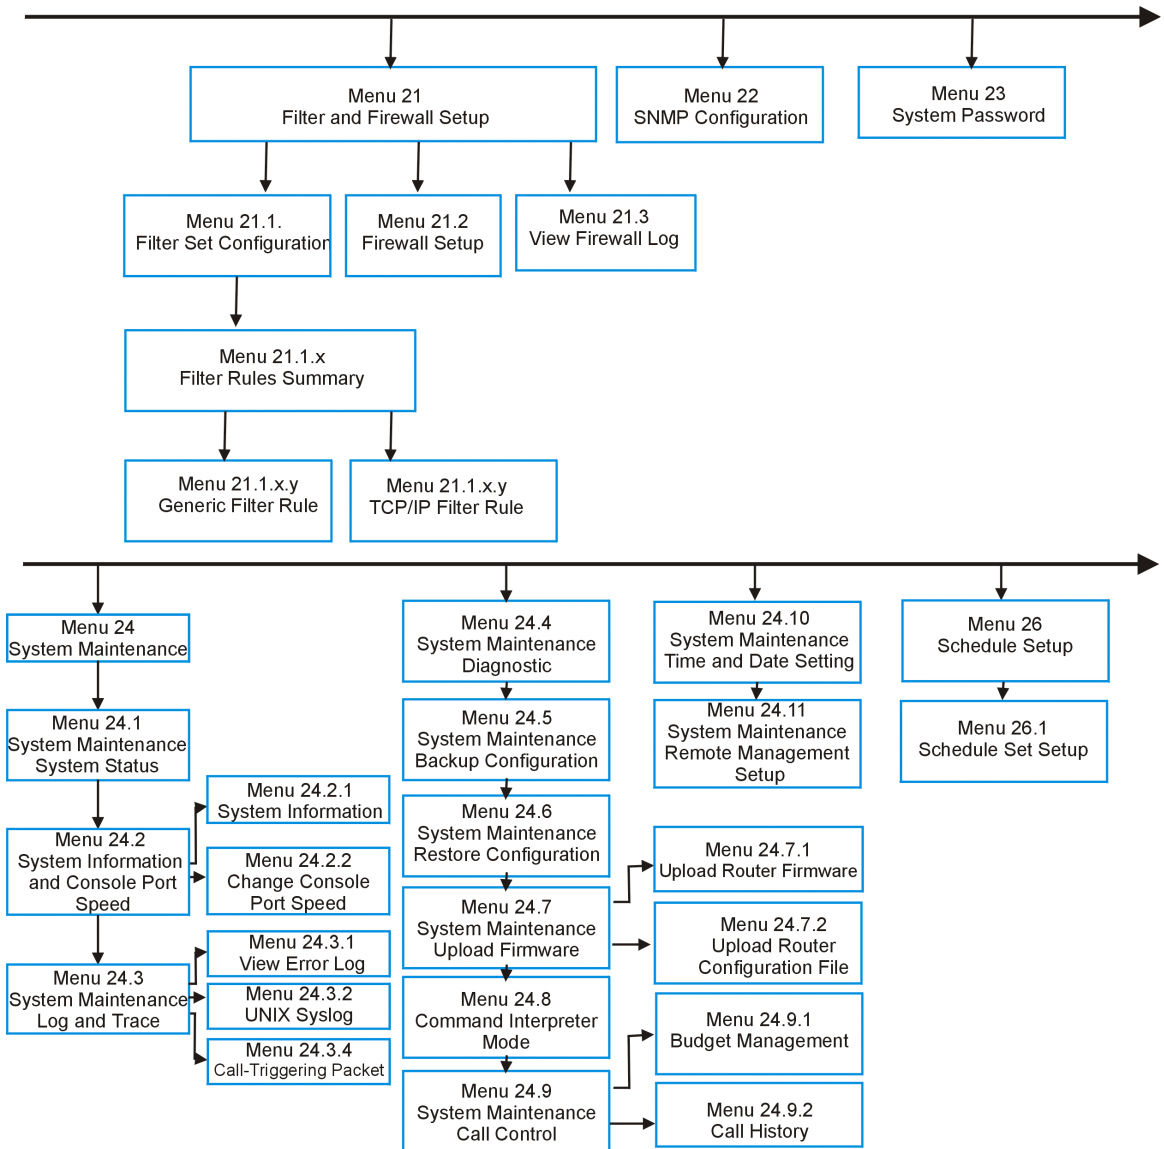 Menu 21
Filter and Firewall Setup
Menu 22
SNMP Configuration
Menu 23
System Password
Menu 21.1.
Filter Set Configuration
Menu 21.2
Firewall Setup
Menu 21.3
View Firewall Log
Menu 21.1.x
Filter Rules Summary
Menu 21.1.x.y
Generic Filter Rule
Menu 21.1.x.y
TCP/IP Filter Rule
Menu 24
System Maintenance
Menu 24.1
System Maintenance
System Status
Menu 24.2
System Information
and Console Port
Speed
Menu 24.2.1
System Information
Menu 24.2.2
Change Console
Port Speed
Menu 24.3
System Maintenance
Log and Trace
Menu 24.3.1
View Error Log
Menu 24.3.2
UNIX Syslog
Menu 24.3.4
Call-Triggering Packet
Menu 24.4
System Maintenance
Diagnostic
Menu 24.5
System Maintenance
Backup Configuration
Menu 24.6
System Maintenance
Restore Configuration
Menu 24.7
System Maintenance
Upload Firmware
Menu 24.7.1
Upload Router Firmware
Menu 24.7.2
Upload Router
Configuration File
Menu 24.8
Command Interpreter
Mode
Menu 24.9
System Maintenance
Call Control
Menu 24.9.1
Budget Management
Menu 24.9.2
Call History
Menu 24.10
System Maintenance
Time and Date Setting
Menu 24.11
System Maintenance
Remote Management
Setup
Menu 26
Schedule Setup
Menu 26.1
Schedule Set Setup